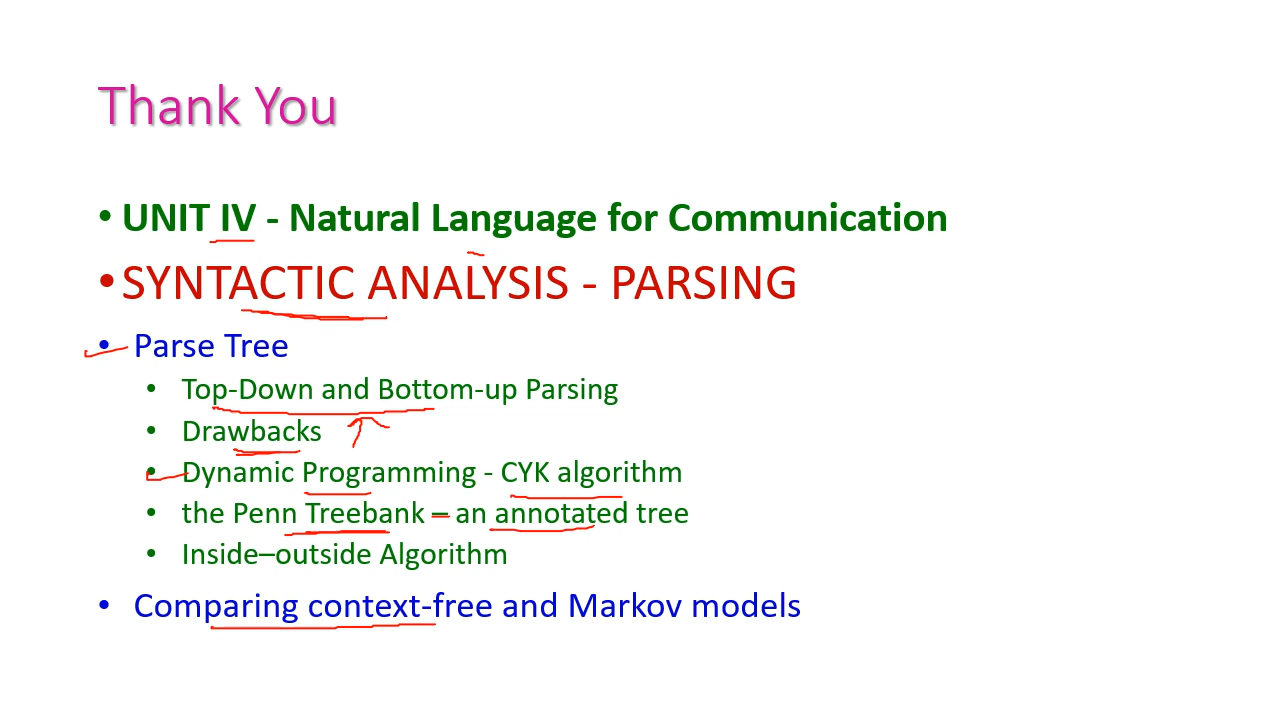 Thank You
• UNIT IV - Natural Language for Communication
• SYNTACTIC ANALYSIS - PARSING
• Parse Tree
• Top-Down and Bottom-up Parsing
• Drawbacks
• Dynamic Programming - CYK algorithm
• the Penn Treebank – an annotated tree
• Inside–outside Algorithm
• Comparing context-free and Markov models